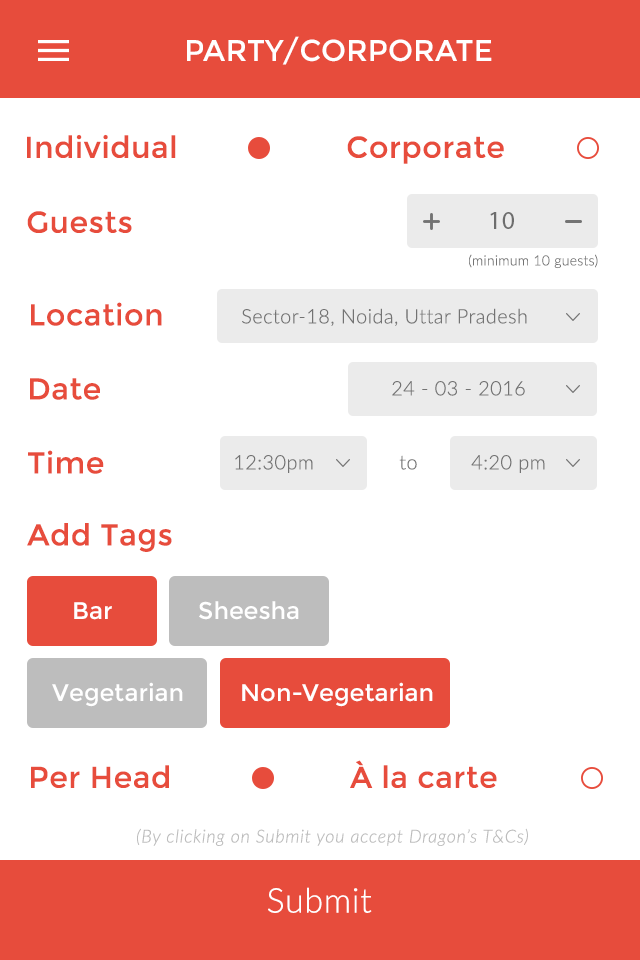 PARTY/CORPORATE
Individual Corporate
Guests + 10 −
(minimum 10 guests)
Location Sector-18, Noida, Uttar Pradesh
Date 24 - 03 - 2016
Time 12:30pm to 4:20 pm
Add Tags
Bar Sheesha
Vegetarian Non-Vegetarian
Per Head À la carte
(By clicking on Submit you accept Dragon's T&Cs)
Submit